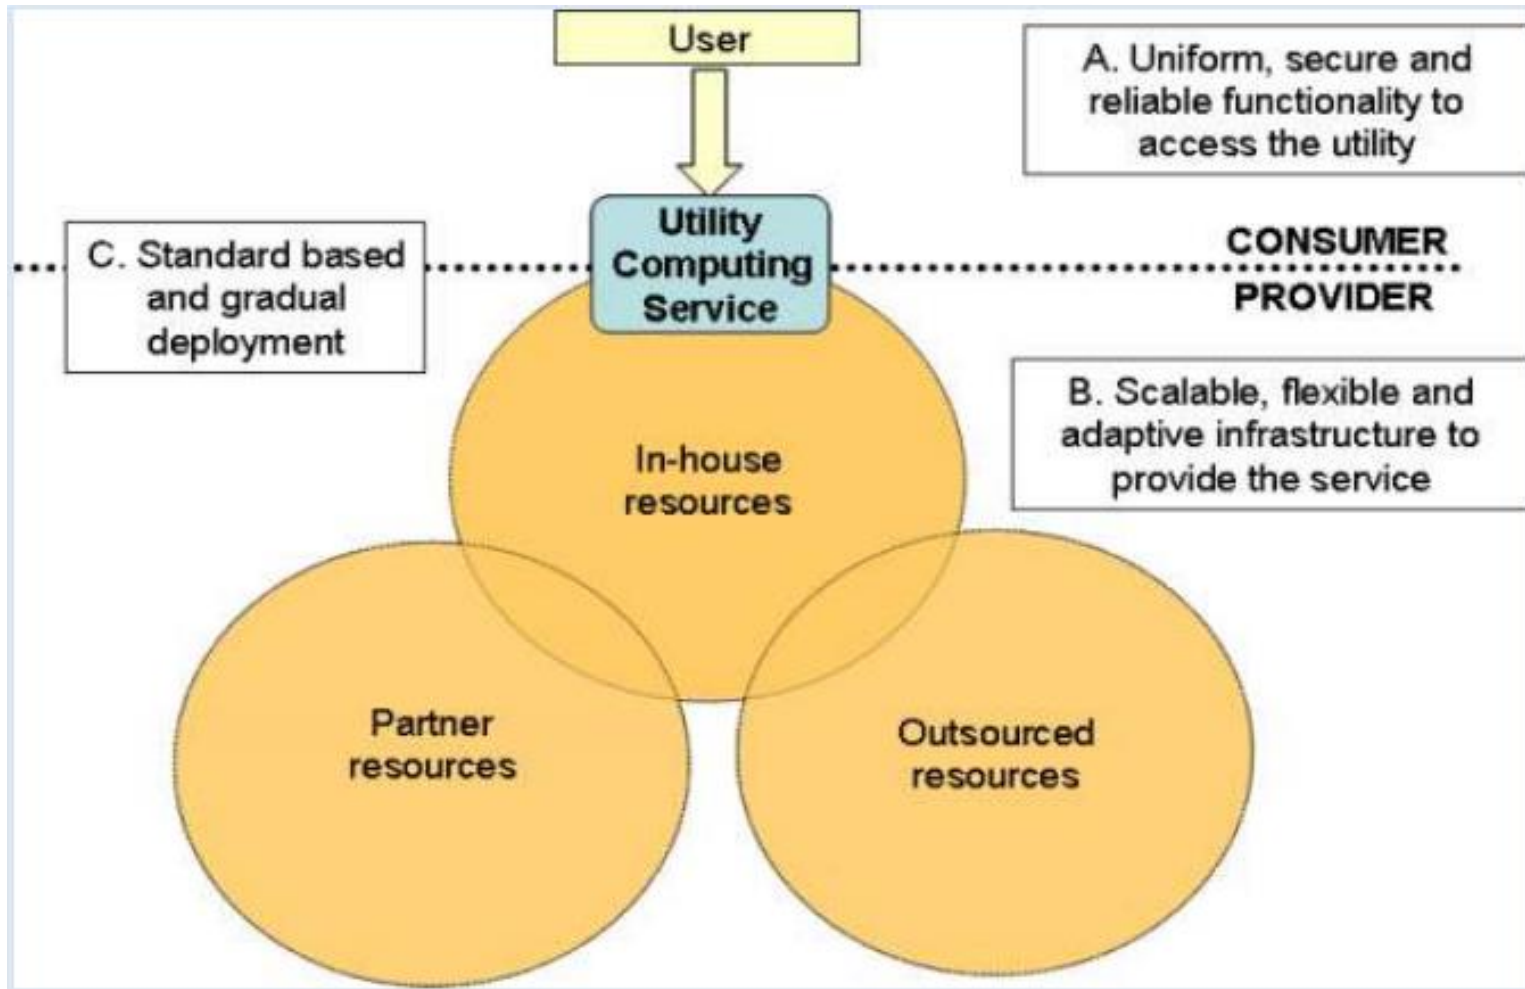 User
A. Uniform, secure and
reliable functionality to
access the utility
Utility
Computing
Service
C. Standard based
and gradual
deployment
CONSUMER
PROVIDER
B. Scalable, flexible and
adaptive infrastructure to
provide the service
In-house
resources
Partner
resources
Outsourced
resources